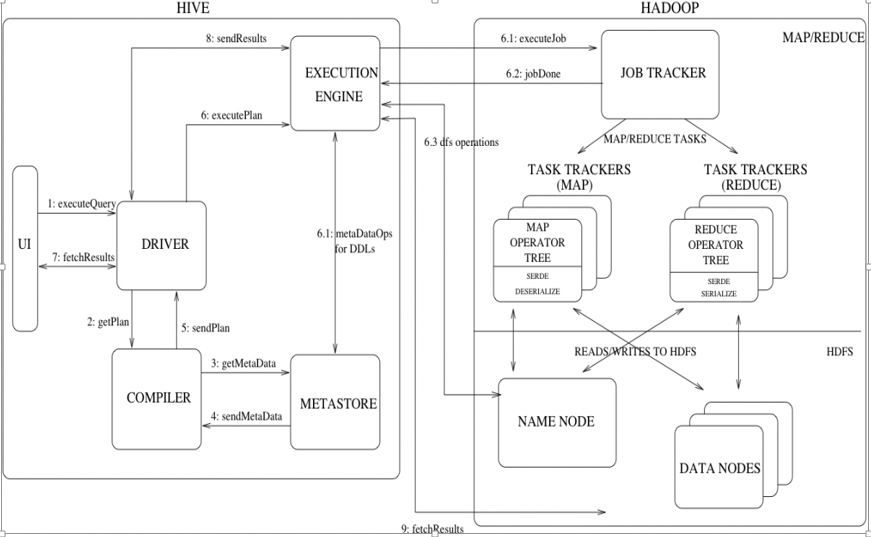 HIVE
HADOOP
MAP/REDUCE
8: sendResults
6.1: executeJob
EXECUTION
ENGINE
JOB TRACKER
6.2: jobDone
6: executePlan
6.3 dfs operations
MAP/REDUCE TASKS
TASK TRACKERS
(MAP)
TASK TRACKERS
(REDUCE)
1: executeQuery
UI
DRIVER
7: fetchResults
6.1: metaDataOps
for DDLs
MAP
OPERATOR
TREE
SERDE
DESERIALIZE
REDUCE
OPERATOR
TREE
SERDE
SERIALIZE
2: getPlan
5: sendPlan
READS/WRITES TO HDFS
HDFS
3: getMetaData
COMPILER
METASTORE
4: sendMetaData
NAME NODE
DATA NODES
9: fetchResults